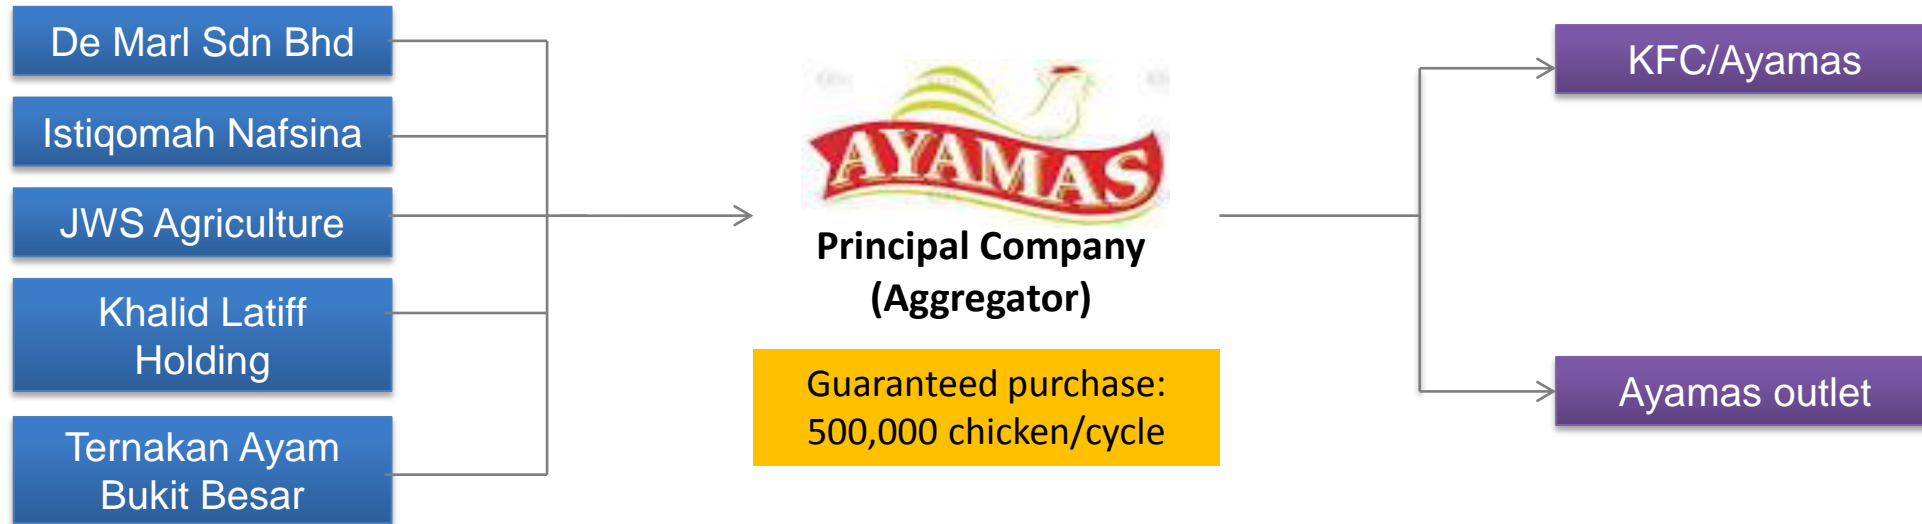 De Marl Sdn Bhd
Istiqomah Nafsina
JWS Agriculture
Khalid Latiff
Holding
Ternakan Ayam
Bukit Besar
AYAMAS
Principal Company
(Aggregator)
Guaranteed purchase:
500,000 chicken/cycle
KFC/Ayamas
Ayamas outlet